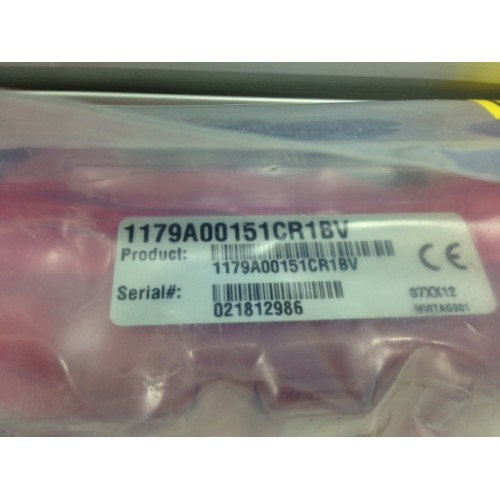 1179A00151CR1BV
Product:
1179A00151CR1BV
CE
Serial#:
021812986
07XX12